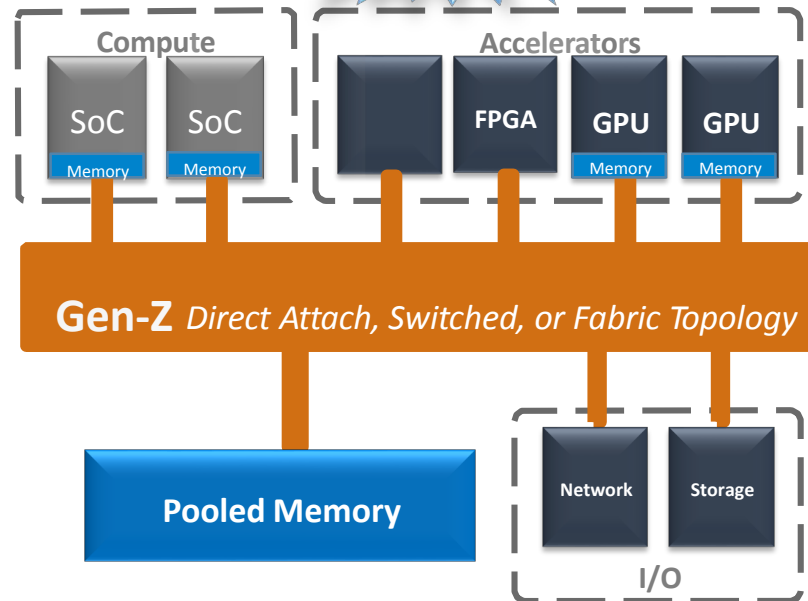 Compute
Accelerators
SoC
SoC
FPGA
GPU
GPU
Memory
Memory
Memory
Memory
Gen-Z Direct Attach, Switched, or Fabric Topology
Pooled Memory
Network
Storage
I/O